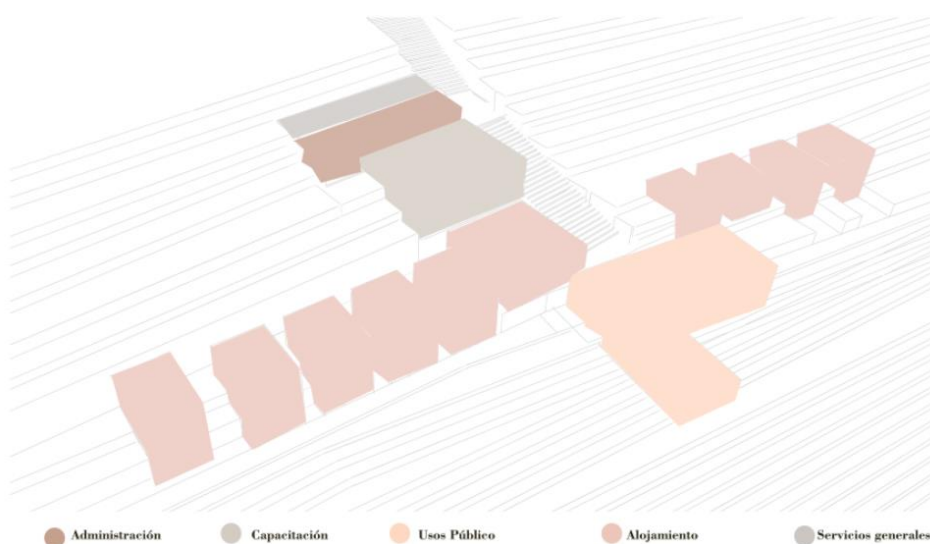 Administración
Capacitación
Usos Público
Alojamiento
Servicios generales